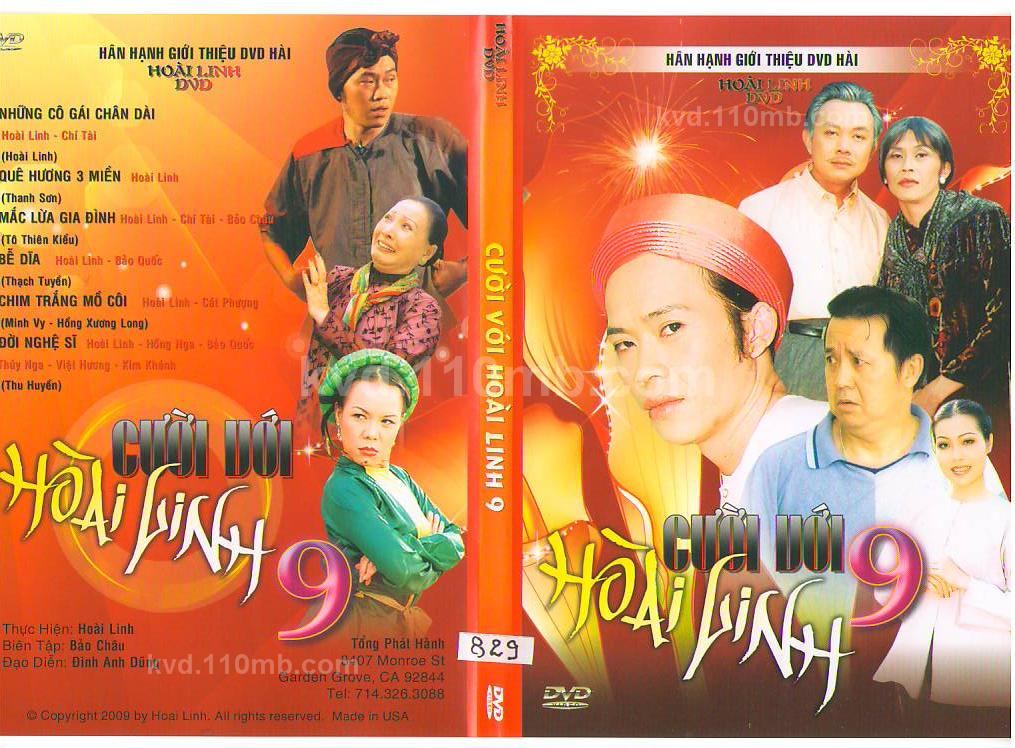 DVD
HÂN HẠNH GIỚI THIỆU DVD HÀI
HOÀI LINH
DVD
NHỮNG CÔ GÁI CHÂN DÀI
Hoài Linh - Chí Tài
(Hoài Linh)
QUÊ HƯƠNG 3 MIỀN Hoài Linh
(Thanh Sơn)
MẮC LỪA GIA ĐÌNH Hoài Linh - Chí Tài - Bảo Châu
(Tô Thiên Kiều)
BỂ DĨA Hoài Linh - Bảo Quốc
(Thạch Tuyền)
CHIM TRẮNG MỒ CÔI Hoài Linh - Cát Phượng
(Minh Vy - Hồng Xương Long)
ĐỜI NGHỆ SĨ Hoài Linh - Hồng Nga - Bảo Quốc
Thúy Nga - Việt Hương - Kim Khánh
(Thu Huyền)
CƯỜI VỚI
HOÀI LINH
9
Thực Hiện: Hoài Linh
Biên Tập: Bảo Châu
Đạo Diễn: Đinh Anh Dũng
Tổng Phát Hành
8407 Monroe St
Garden Grove, CA 92844
Tel: 714.326.3088
© Copyright 2009 by Hoai Linh. All rights reserved. Made in USA
HOÀI LINH
DVD
CƯỜI VỚI HOÀI LINH 9
829
DVD
HÂN HẠNH GIỚI THIỆU DVD HÀI
HOÀI LINH
DVD
kvd.110mb.com
kvd.110mb.com
CƯỜI VỚI
HOÀI LINH
9
DVD
kvd.110mb.com